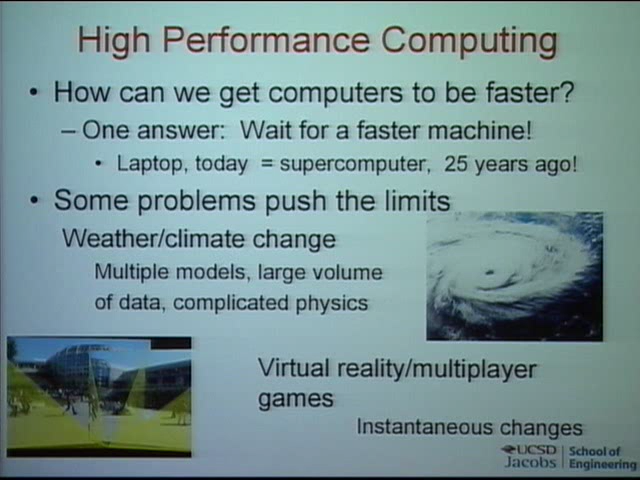 High Performance Computing
• How can we get computers to be faster?
– One answer: Wait for a faster machine!
• Laptop, today = supercomputer, 25 years ago!
• Some problems push the limits
Weather/climate change
Multiple models, large volume
of data, complicated physics
Virtual reality/multiplayer
games
Instantaneous changes
UCSD
Jacobs
School of
Engineering